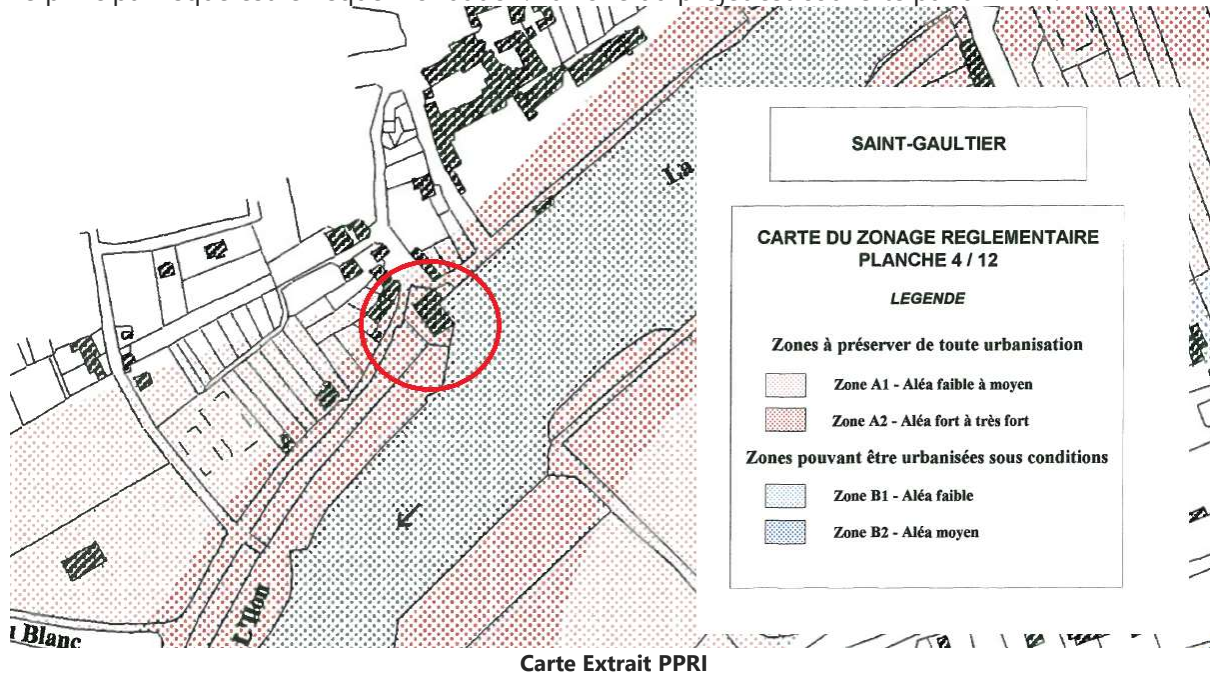 La
SAINT-GAULTIER
CARTE DU ZONAGE REGLEMENTAIRE
PLANCHE 4 / 12
LEGENDE
Zones à préserver de toute urbanisation
Zone A1 - Aléa faible à moyen
Zone A2 - Aléa fort à très fort
Zones pouvant être urbanisées sous conditions
Zone B1 - Aléa faible
Zone B2 - Aléa moyen
L'Ilon
u Blanc
Carte Extrait PPRI